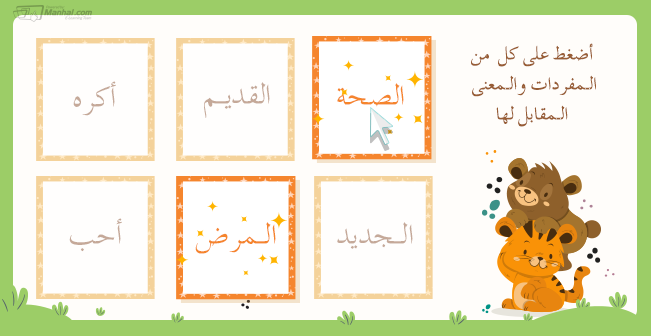 Manhal.com
أضغط على كل من
المفردات والمعنى
المقابل لها
الصحة
القديم
أكره
الجديد
المرض
أحب